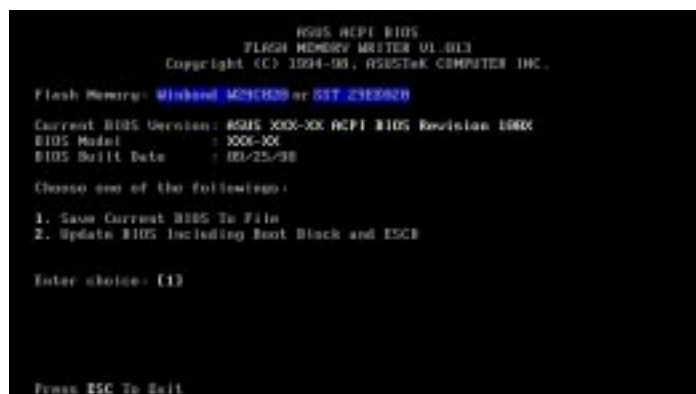 ASUS ACPI BIOS
FLASH MEMORY WRITER V1.013
Copyright (C) 1994-98, ASUSTeK COMPUTER INC.
Flash Memory: Winbond W29C020 or SST 29EE020
Current BIOS Version: ASUS XXX-XX ACPI BIOS Revision 100X
BIOS Model : XXX-XX
BIOS Built Date : 09/25/98
Choose one of the followings:
1. Save Current BIOS To File
2. Update BIOS Including Boot Block and ESCD
Enter choice: [1]
Press ESC To Exit